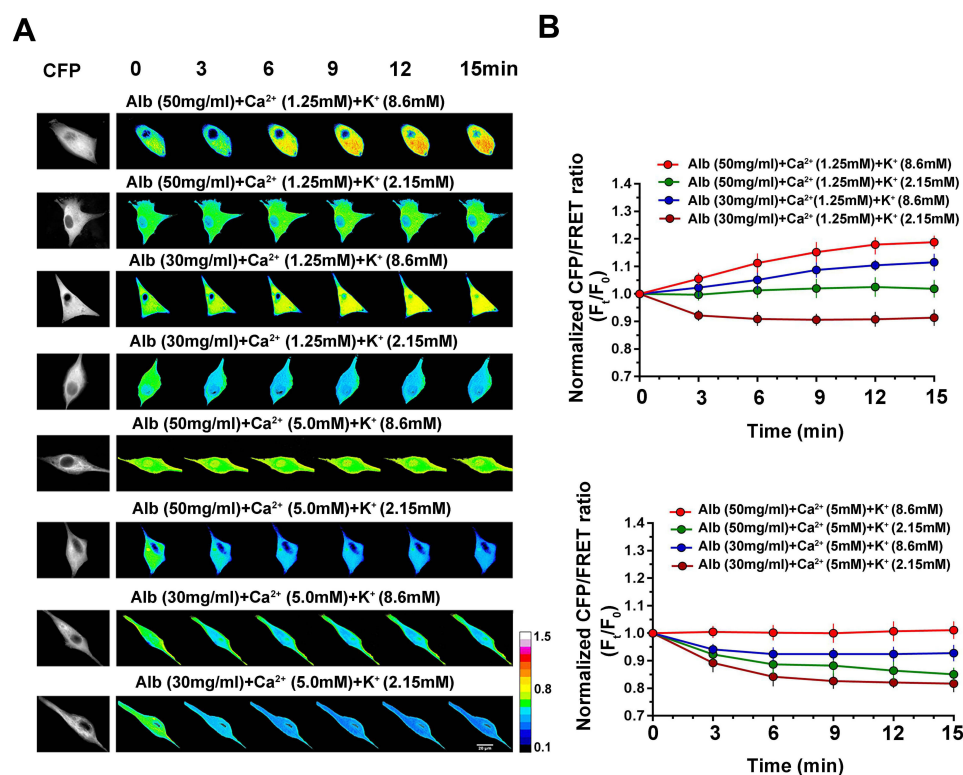 A
CFP 0 3 6 9 12 15min
Alb (50mg/ml)+Ca²⁺ (1.25mM)+K⁺ (8.6mM)
Alb (50mg/ml)+Ca²⁺ (1.25mM)+K⁺ (2.15mM)
Alb (30mg/ml)+Ca²⁺ (1.25mM)+K⁺ (8.6mM)
Alb (30mg/ml)+Ca²⁺ (1.25mM)+K⁺ (2.15mM)
Alb (50mg/ml)+Ca²⁺ (5.0mM)+K⁺ (8.6mM)
Alb (50mg/ml)+Ca²⁺ (5.0mM)+K⁺ (2.15mM)
Alb (30mg/ml)+Ca²⁺ (5.0mM)+K⁺ (8.6mM)
Alb (30mg/ml)+Ca²⁺ (5.0mM)+K⁺ (2.15mM)
20 µm
1.5
0.8
0.1
B
Alb (50mg/ml)+Ca²⁺ (1.25mM)+K⁺ (8.6mM)
Alb (50mg/ml)+Ca²⁺ (1.25mM)+K⁺ (2.15mM)
Alb (30mg/ml)+Ca²⁺(1.25mM)+K⁺ (8.6mM)
Alb (30mg/ml)+Ca²⁺ (1.25mM)+K⁺ (2.15mM)
Normalized CFP/FRET ratio
(Fₜ/F₀)
1.4
1.3
1.2
1.1
1.0
0.9
0.8
0.7
0 3 6 9 12 15
Time (min)
Alb (50mg/ml)+Ca²⁺ (5mM)+K⁺ (8.6mM)
Alb (50mg/ml)+Ca²⁺ (5mM)+K⁺ (2.15mM)
Alb (30mg/ml)+Ca²⁺ (5mM)+K⁺ (8.6mM)
Alb (30mg/ml)+Ca²⁺ (5mM)+K⁺ (2.15mM)
Normalized CFP/FRET ratio
(Fₜ/F₀)
1.4
1.3
1.2
1.1
1.0
0.9
0.8
0.7
0 3 6 9 12 15
Time (min)